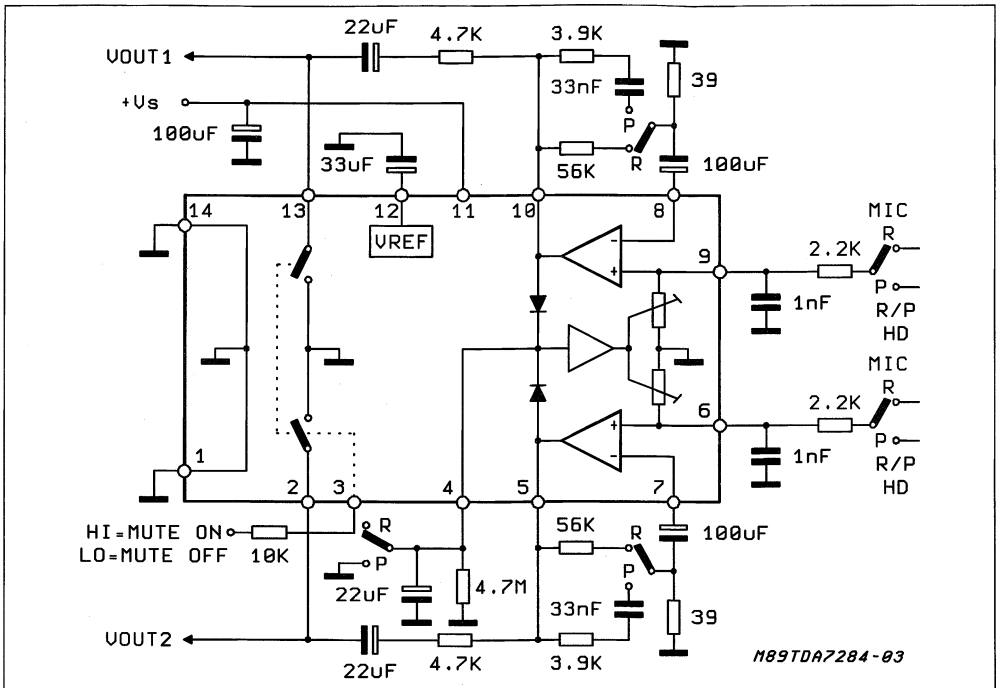 22uF
4.7K
3.9K
VOUT1
33nF
39
+Vs
P
100uF
R
33uF
56K
100uF
14
13
12
11
10
8
MIC
VREF
R
-
9
2.2K
+
P
1nF
R/P
HD
MIC
R
6
2.2K
+
P
1
-
1nF
R/P
HD
2
3
4
5
7
HI=MUTE ON
R
56K
R
100uF
LO=MUTE OFF
10K
P
P
22uF
4.7M
33nF
39
VOUT2
22uF
4.7K
3.9K
M89TDA7284-03